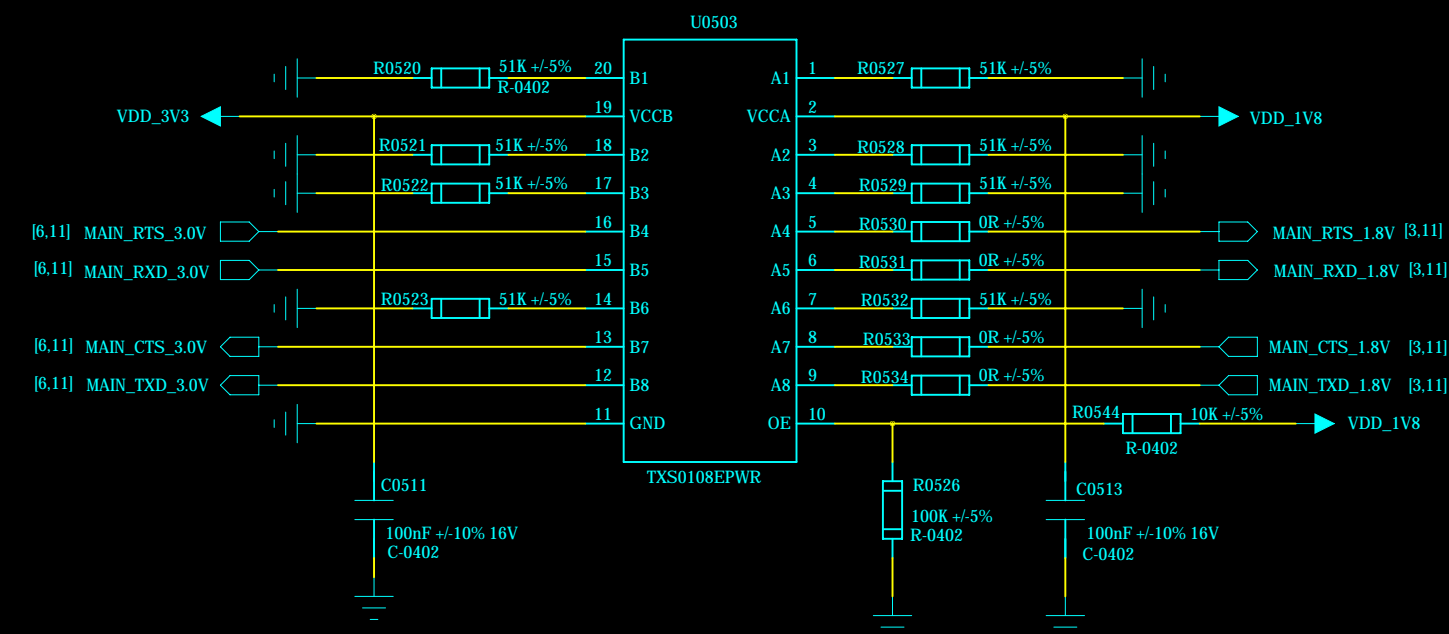 U0503
R0520 51K +/-5% 20 B1 A1 1 R0527 51K +/-5%
R-0402
VDD_3V3 19 VCCB VCCA 2 VDD_1V8
R0521 51K +/-5% 18 B2 A2 3 R0528 51K +/-5%
R0522 51K +/-5% 17 B3 A3 4 R0529 51K +/-5%
[6,11] MAIN_RTS_3.0V 16 B4 A4 5 R0530 0R +/-5% MAIN_RTS_1.8V [3,11]
[6,11] MAIN_RXD_3.0V 15 B5 A5 6 R0531 0R +/-5% MAIN_RXD_1.8V [3,11]
R0523 51K +/-5% 14 B6 A6 7 R0532 51K +/-5%
[6,11] MAIN_CTS_3.0V 13 B7 A7 8 R0533 0R +/-5% MAIN_CTS_1.8V [3,11]
[6,11] MAIN_TXD_3.0V 12 B8 A8 9 R0534 0R +/-5% MAIN_TXD_1.8V [3,11]
11 GND OE 10 R0544 10K +/-5% VDD_1V8
R-0402
TXS0108EPWR
C0511 R0526 C0513
100K +/-5%
100nF +/-10% 16V R-0402 100nF +/-10% 16V
C-0402 C-0402